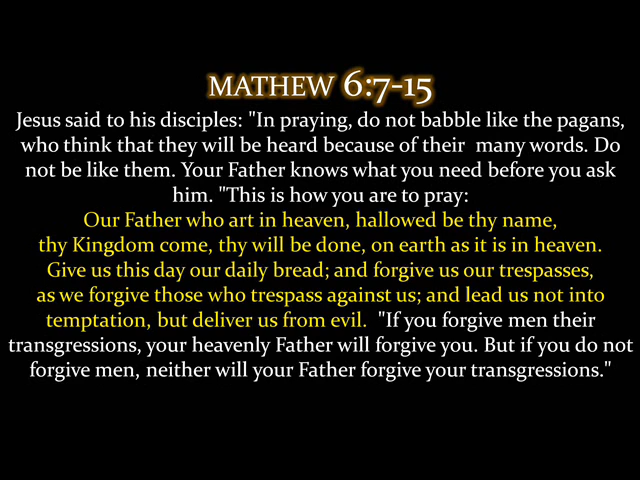 MATHEW 6:7-15
Jesus said to his disciples: "In praying, do not babble like the pagans,
who think that they will be heard because of their  many words. Do
not be like them. Your Father knows what you need before you ask
him. "This is how you are to pray:
Our Father who art in heaven, hallowed be thy name,
thy Kingdom come, thy will be done, on earth as it is in heaven.
Give us this day our daily bread; and forgive us our trespasses,
as we forgive those who trespass against us; and lead us not into
temptation, but deliver us from evil.  "If you forgive men their
transgressions, your heavenly Father will forgive you. But if you do not
forgive men, neither will your Father forgive your transgressions."